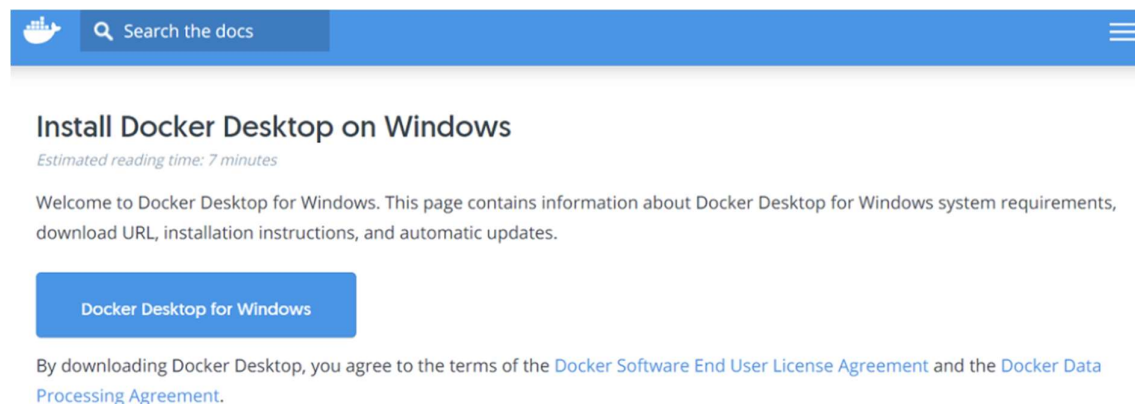 Search the docs
Install Docker Desktop on Windows
Estimated reading time: 7 minutes
Welcome to Docker Desktop for Windows. This page contains information about Docker Desktop for Windows system requirements,
download URL, installation instructions, and automatic updates.
Docker Desktop for Windows
By downloading Docker Desktop, you agree to the terms of the Docker Software End User License Agreement and the Docker Data
Processing Agreement.